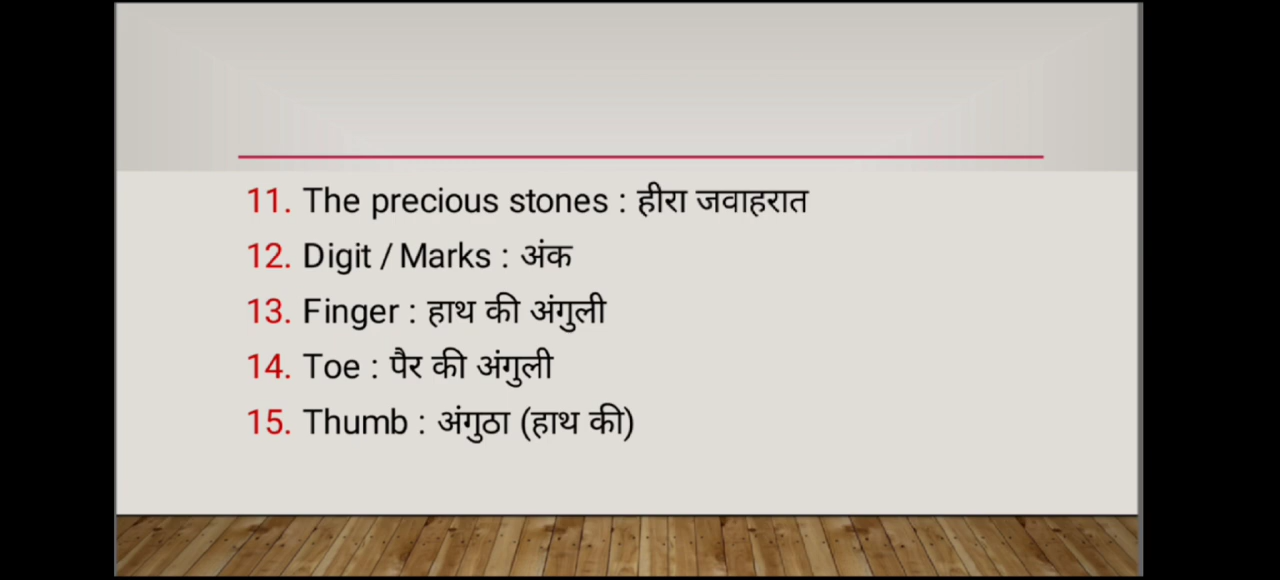 11. The precious stones : हीरा जवाहरात
12. Digit / Marks : अंक
13. Finger : हाथ की अंगुली
14. Toe : पैर की अंगुली
15. Thumb : अंगुठा (हाथ की)